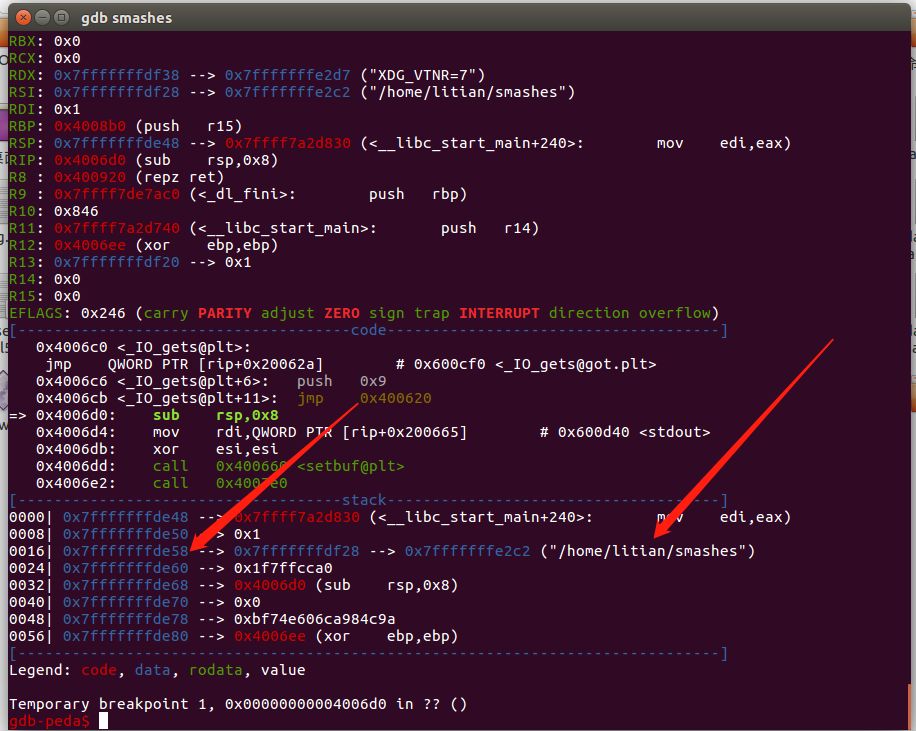 gdb smashes
RBX: 0x0
RCX: 0x0
RDX: 0x7fffffffdf38 --> 0x7fffffffe2d7 ("XDG_VTNR=7")
RSI: 0x7fffffffdf28 --> 0x7fffffffe2c2 ("/home/litian/smashes")
RDI: 0x1
RBP: 0x4008b0 (push   r15)
RSP: 0x7fffffffde48 --> 0x7ffff7a2d830 (<__libc_start_main+240>:        mov    edi,eax)
RIP: 0x4006d0 (sub    rsp,0x8)
R8 : 0x400920 (repz ret)
R9 : 0x7ffff7de7ac0 (<_dl_fini>:        push   rbp)
R10: 0x846
R11: 0x7ffff7a2d740 (<__libc_start_main>:       push   r14)
R12: 0x4006ee (xor    ebp,ebp)
R13: 0x7fffffffdf20 --> 0x1
R14: 0x0
R15: 0x0
EFLAGS: 0x246 (carry PARITY adjust ZERO sign trap INTERRUPT direction overflow)
[-------------------------------------code-------------------------------------]
   0x4006c0 <_IO_gets@plt>:
    jmp    QWORD PTR [rip+0x20062a]        # 0x600cf0 <_IO_gets@got.plt>
   0x4006c6 <_IO_gets@plt+6>:   push   0x9
   0x4006cb <_IO_gets@plt+11>:  jmp    0x400620
=> 0x4006d0:    sub    rsp,0x8
   0x4006d4:    mov    rdi,QWORD PTR [rip+0x200665]        # 0x600d40 <stdout>
   0x4006db:    xor    esi,esi
   0x4006dd:    call   0x400660 <setbuf@plt>
   0x4006e2:    call   0x4007e0
[------------------------------------stack-------------------------------------]
0000| 0x7fffffffde48 --> 0x7ffff7a2d830 (<__libc_start_main+240>:       mov    edi,eax)
0008| 0x7fffffffde50 --> 0x1
0016| 0x7fffffffde58 --> 0x7fffffffdf28 --> 0x7fffffffe2c2 ("/home/litian/smashes")
0024| 0x7fffffffde60 --> 0x1f7ffcca0
0032| 0x7fffffffde68 --> 0x4006d0 (sub    rsp,0x8)
0040| 0x7fffffffde70 --> 0x0
0048| 0x7fffffffde78 --> 0xbf74e606ca984c9a
0056| 0x7fffffffde80 --> 0x4006ee (xor    ebp,ebp)
[------------------------------------------------------------------------------]
Legend: code, data, rodata, value
Temporary breakpoint 1, 0x00000000004006d0 in ?? ()
gdb-peda$